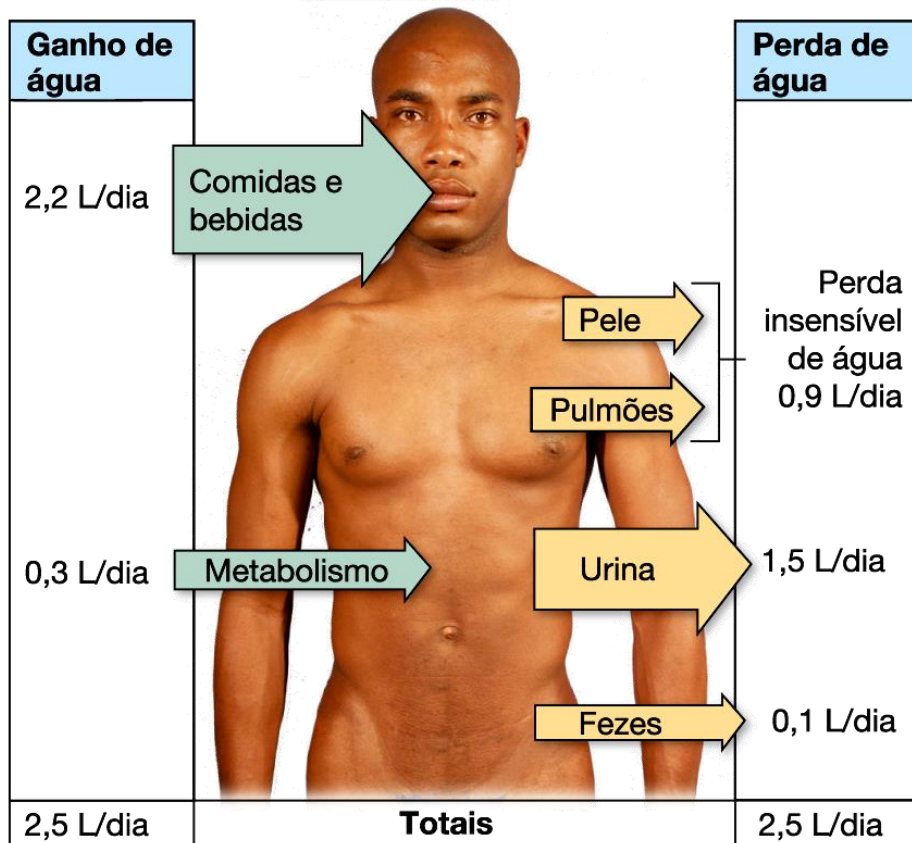 Ganho de
água
2,2 L/dia
Comidas e
bebidas
0,3 L/dia
Metabolismo
Perda de
água
Pele
Pulmões
Perda
insensível
de água
0,9 L/dia
Urina
1,5 L/dia
Fezes
0,1 L/dia
2,5 L/dia
Totais
2,5 L/dia